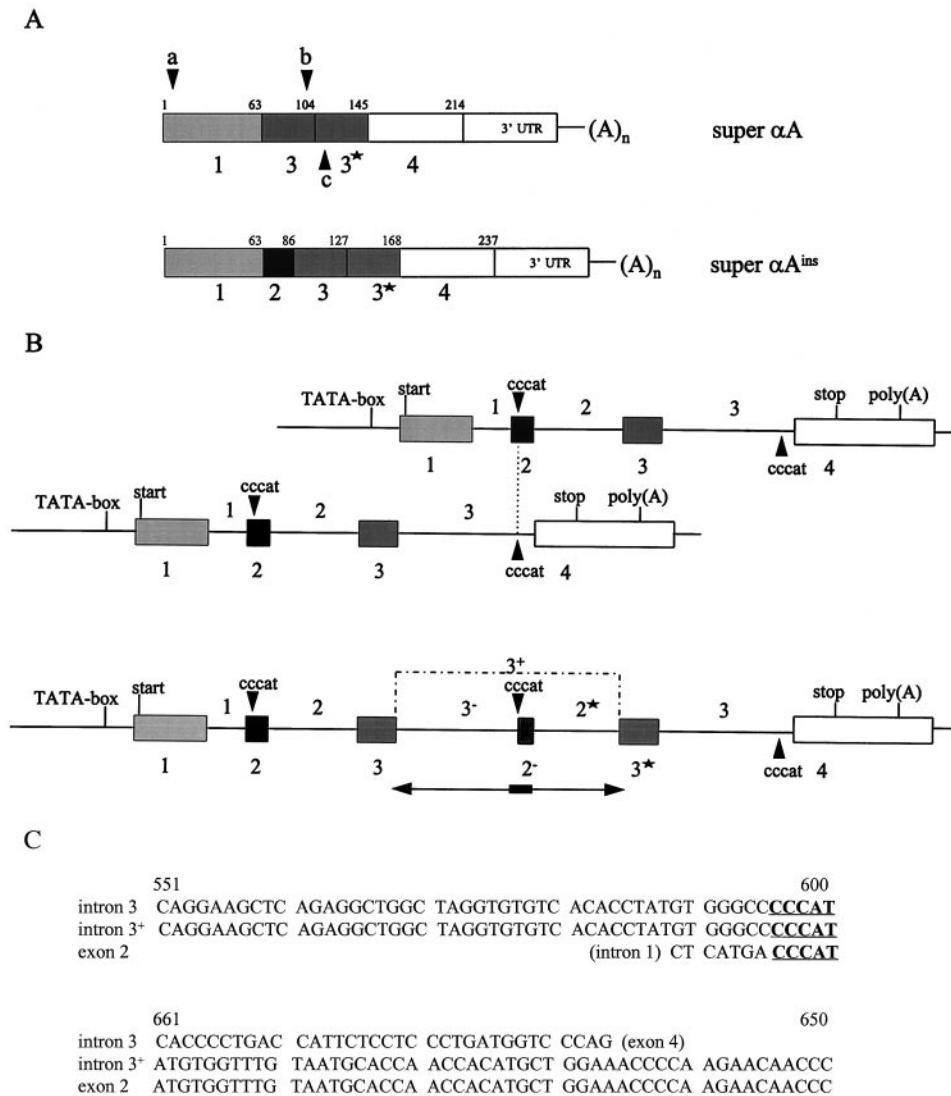 A
a b
1 63 104 145 214
3' UTR (A)n super αA
1 3 c 3★ 4
1 63 86 127 168 237
3' UTR (A)n super αA^ins
1 2 3 3★ 4
B
TATA-box start 1 cccat 2 3 stop poly(A)
1 2 3 cccat 4
TATA-box start 1 cccat 2 3 stop poly(A)
1 2 3 cccat 4
3⁺
TATA-box start 1 cccat 2 3⁻ cccat 2★ 3 stop poly(A)
1 2 3 2⁻ 3★ cccat 4
C
551 600
intron 3 CAGGAAGCTC AGAGGCTGGC TAGGTGTGTC ACACCTATGT GGGCCCCCAT
intron 3⁺ CAGGAAGCTC AGAGGCTGGC TAGGTGTGTC ACACCTATGT GGGCCCCCAT
exon 2 (intron 1) CT CATGA CCCAT
661 650
intron 3 CACCCCTGAC CATTCTCCTC CCTGATGGTC CCAG (exon 4)
intron 3⁺ ATGTGGTTTG TAATGCACCA ACCACATGCT GGAAACCCCA AGAACAACCC
exon 2 ATGTGGTTTG TAATGCACCA ACCACATGCT GGAAACCCCA AGAACAACCC